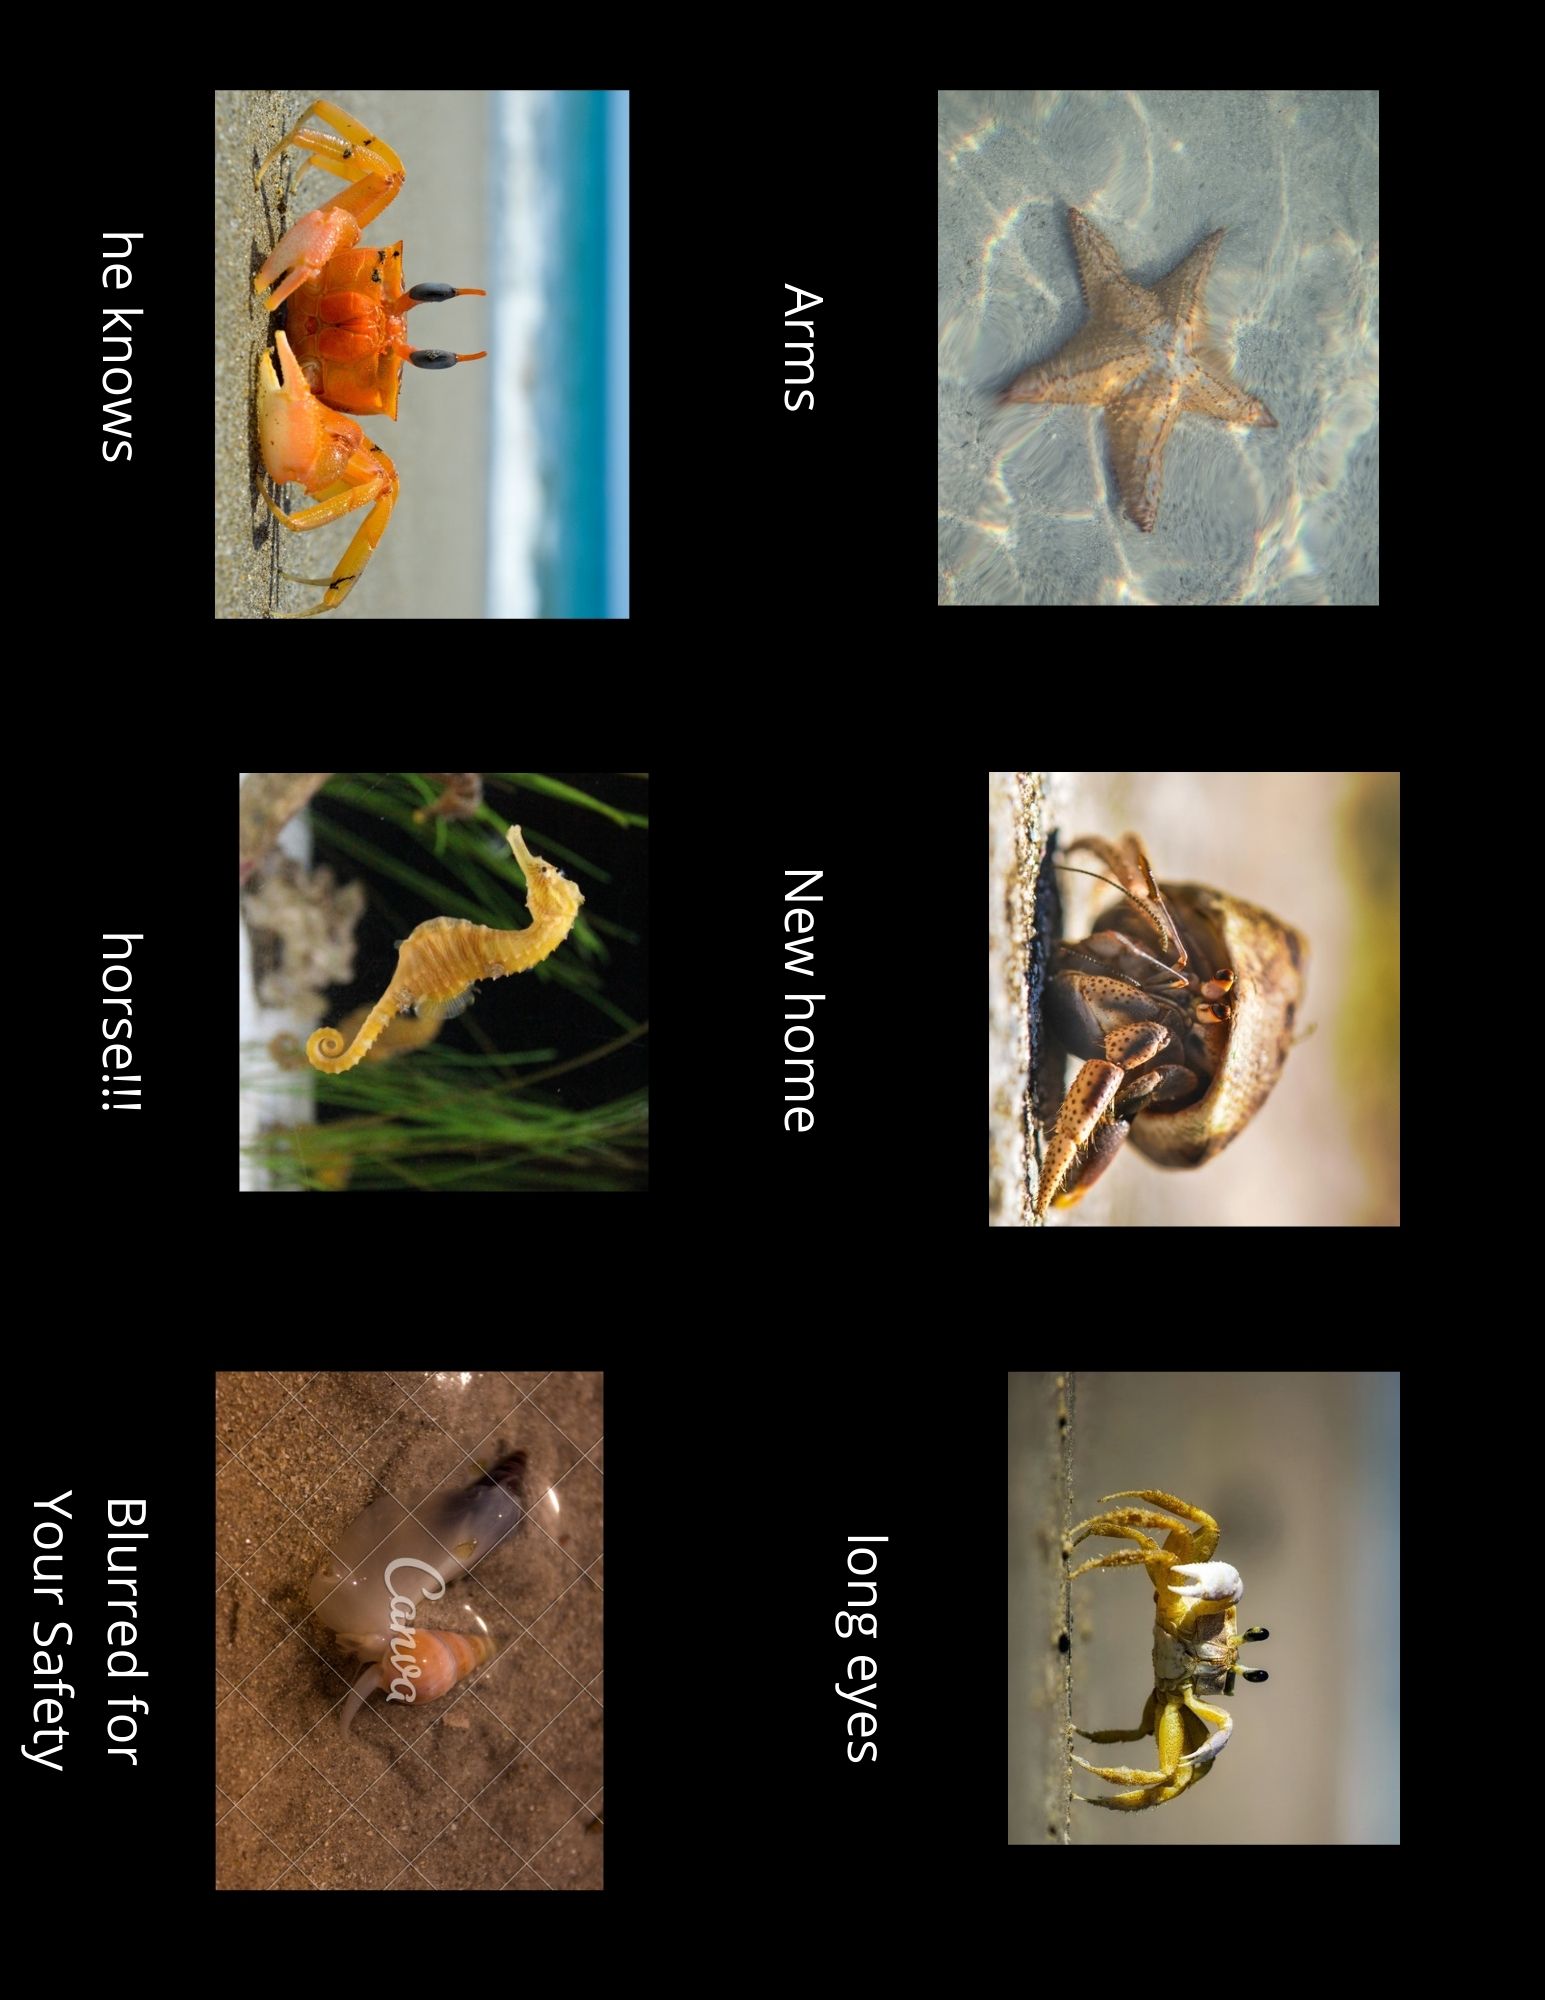 Arms
New home
long eyes
he knows
horse!!!
Canva
Blurred for
Your Safety